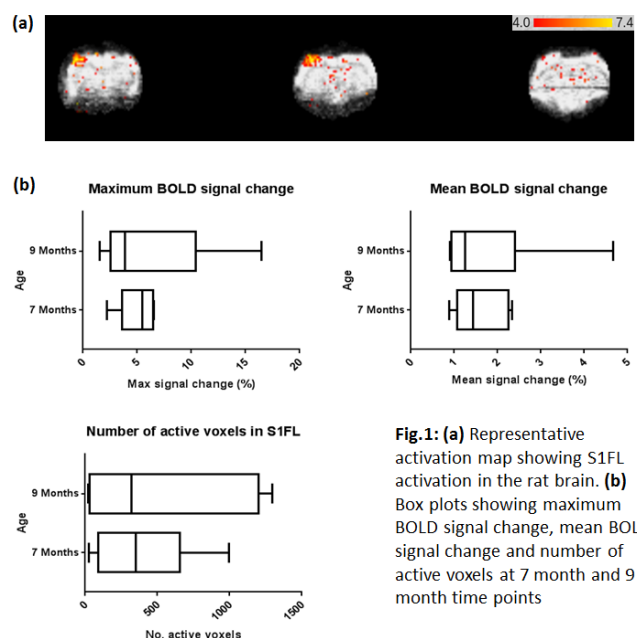 (a)
4.0 7.4
(b)
Maximum BOLD signal change
9 Months
Age
7 Months
0 5 10 15 20
Max signal change (%)
Mean BOLD signal change
9 Months
Age
7 Months
0 1 2 3 4 5
Mean signal change (%)
Number of active voxels in S1FL
9 Months
Age
7 Months
0 500 1000 1500
No. active voxels
Fig.1: (a) Representative
activation map showing S1FL
activation in the rat brain. (b)
Box plots showing maximum
BOLD signal change, mean BOL
signal change and number of
active voxels at 7 month and 9
month time points